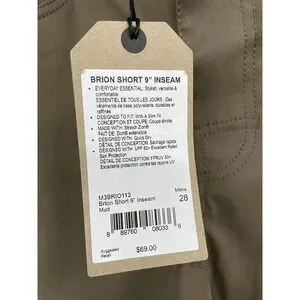 BRION SHORT 9" INSEAM
• EVERYDAY ESSENTIAL: Stylish, versatile & comfortable
ESSENTIEL DE TOUS LES JOURS: Des vêtements de base polyvalents, durables et raffinés
• DESIGNED TO FIT: With A Slim Fit
CONCEPTION ET COUPE: Coupe étroite
• MADE WITH: Stretch Zion®
FAIT DE: Zion® extensible
• DESIGNED WITH: Quick Dry
DÉTAIL DE CONCEPTION: Séchage rapide
• DETAILED WITH: UPF 50+ Excellent Rated Sun Protection
DÉTAIL DE CONCEPTION: FPRUV 50+ Excellente protection contre les rayons UV
M3BRIO113
Mens
Brion Short 9" Inseam
28
Mud
8 89760 08033 6
Suggested Retail
$69.00